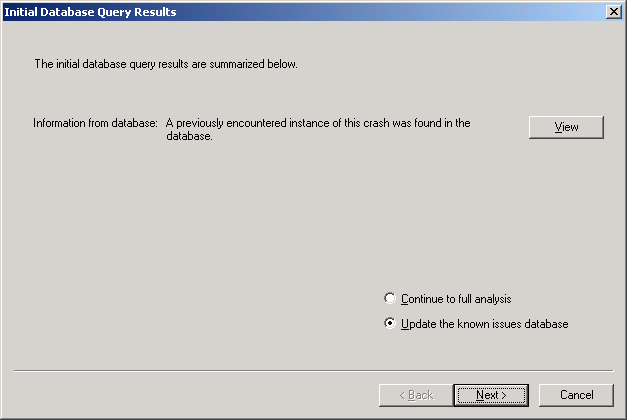 Initial Database Query Results
The initial database query results are summarized below.
Information from database: A previously encountered instance of this crash was found in the
database.
View
Continue to full analysis
Update the known issues database
< Back
Next >
Cancel